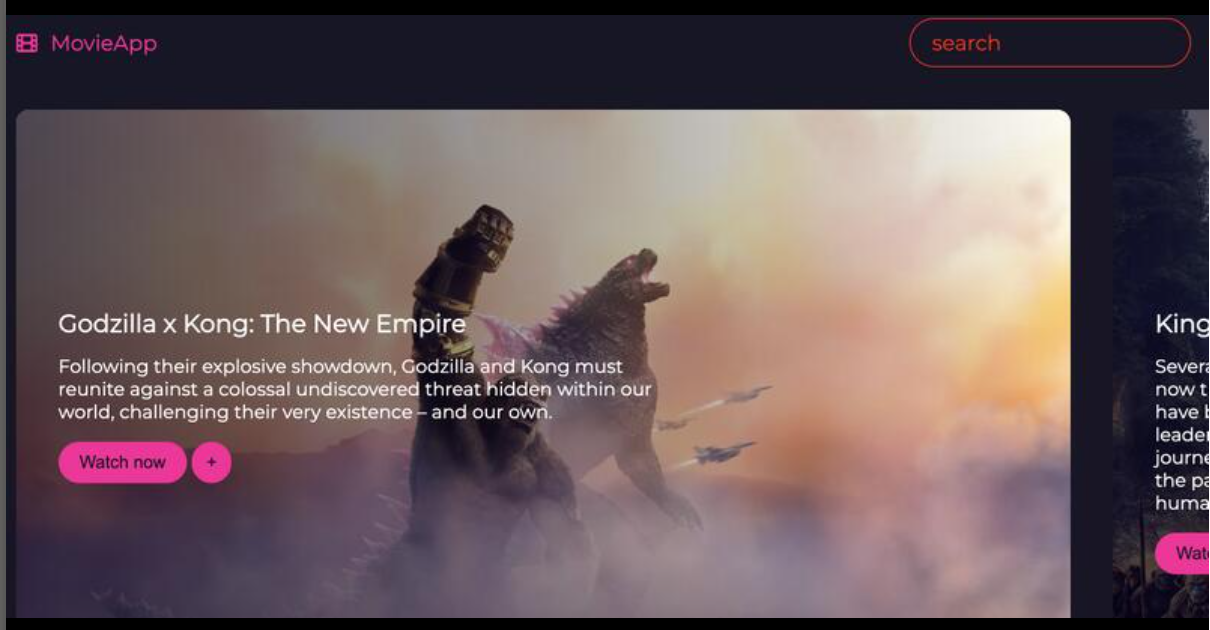 MovieApp
search
Godzilla x Kong: The New Empire
Following their explosive showdown, Godzilla and Kong must
reunite against a colossal undiscovered threat hidden within our
world, challenging their very existence – and our own.
Watch now
+
King
Severa
now t
have b
leader
journe
the pa
huma
Wat